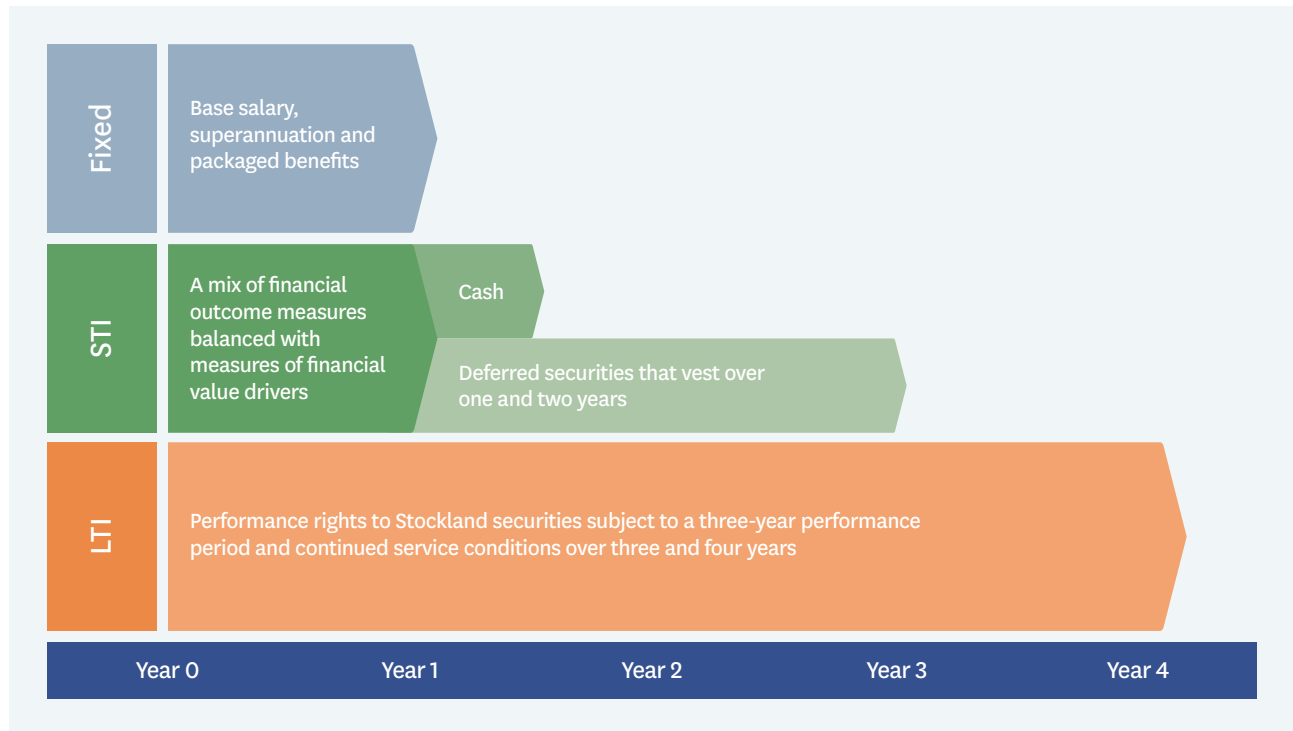 Fixed
Base salary,
superannuation and
packaged benefits
STI
A mix of financial
outcome measures
balanced with
measures of financial
value drivers
Cash
Deferred securities that vest over
one and two years
LTI
Performance rights to Stockland securities subject to a three-year performance
period and continued service conditions over three and four years
Year 0
Year 1
Year 2
Year 3
Year 4